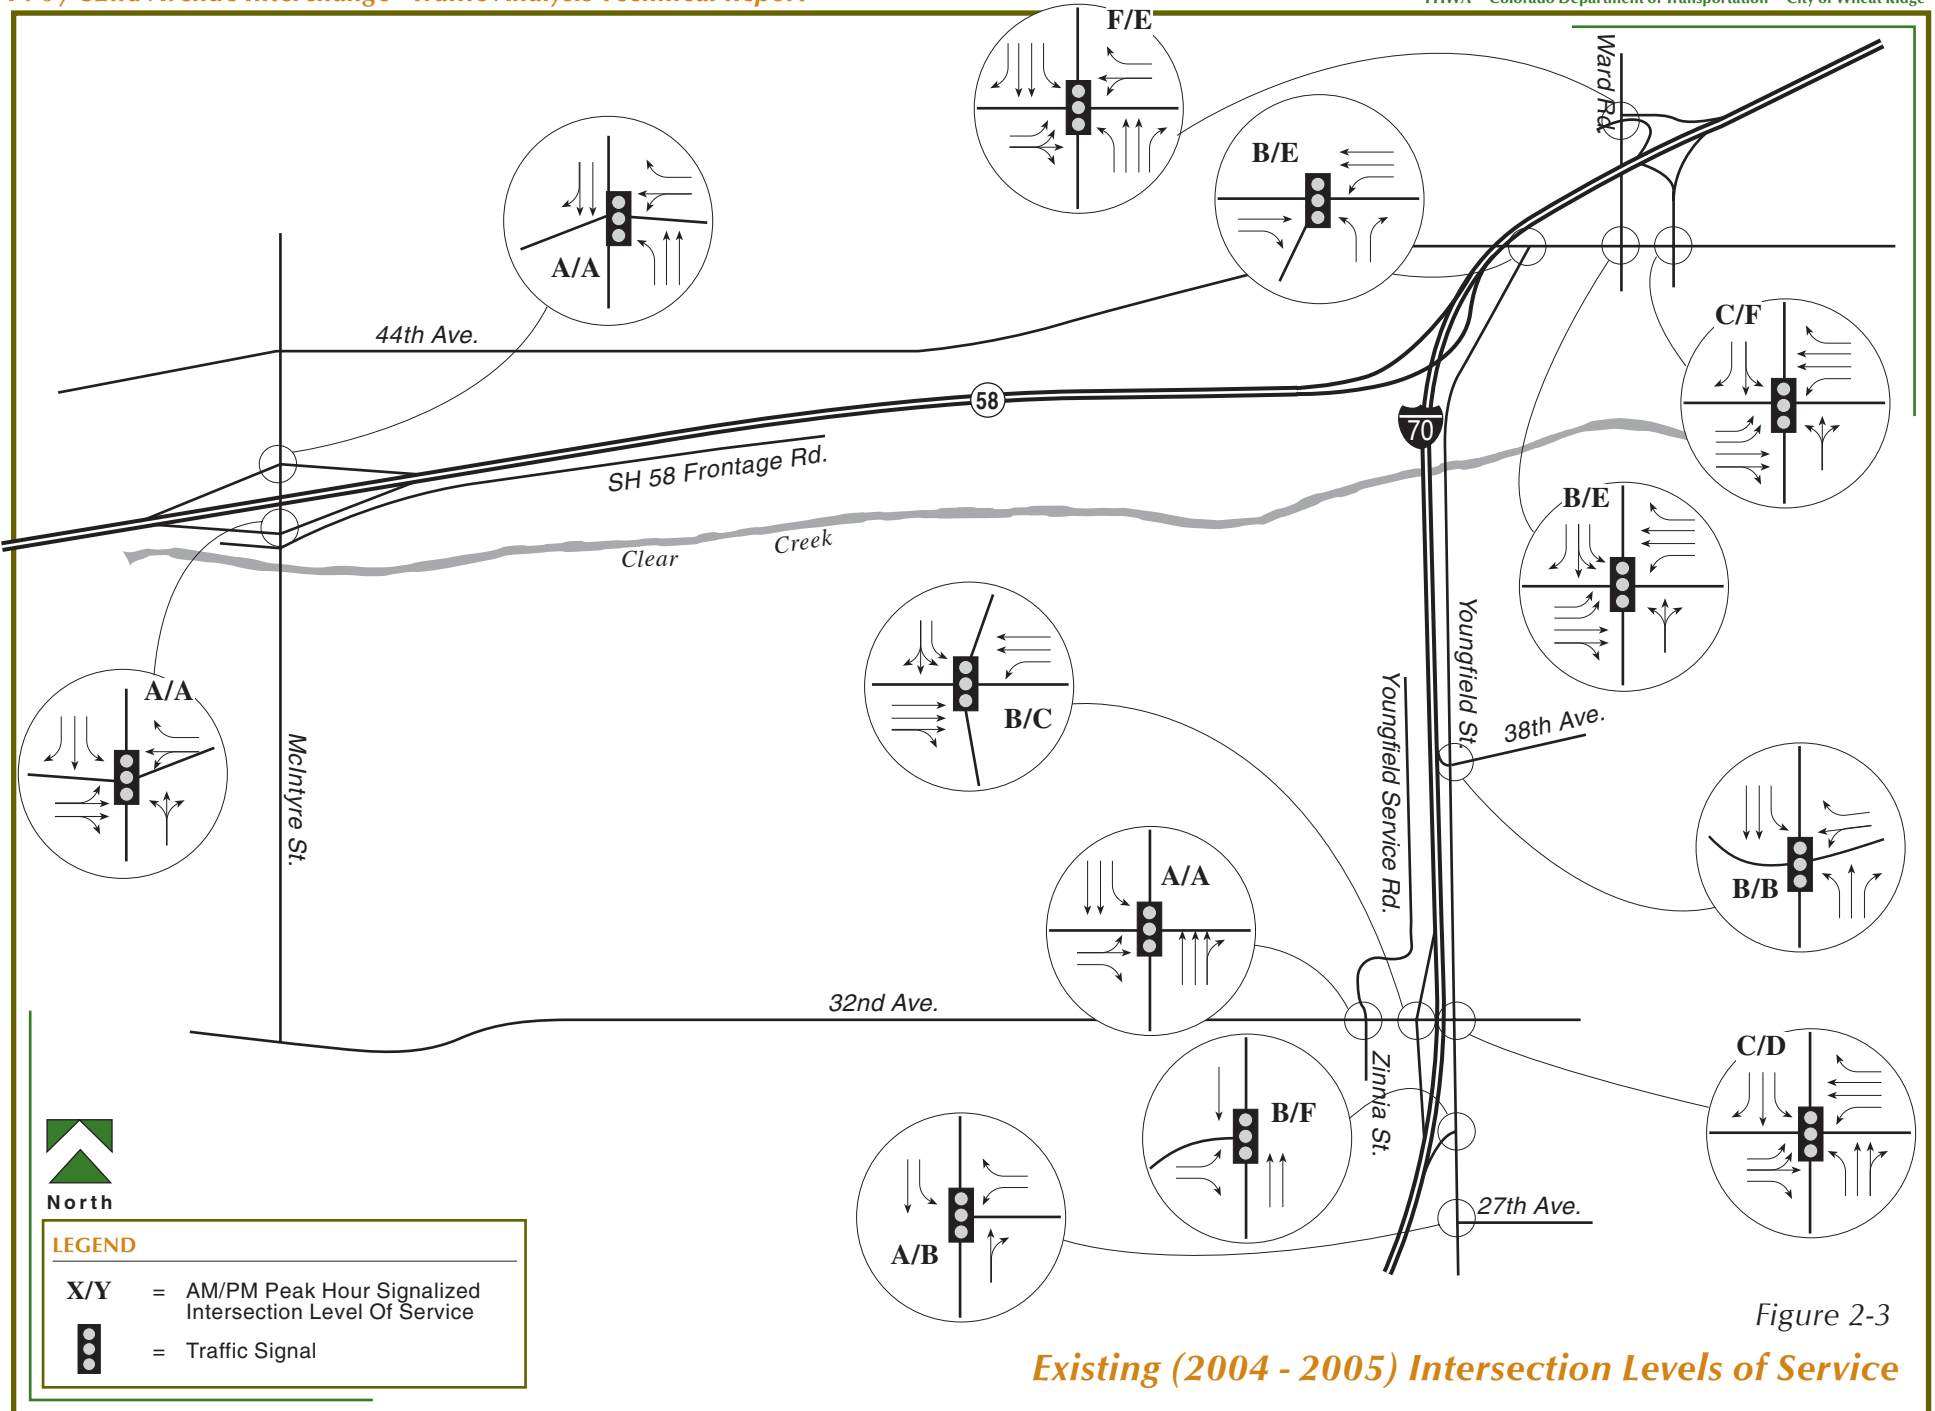 F/E
Ward Rd.
B/E
A/A
44th Ave.
C/F
58
70
SH 58 Frontage Rd.
B/E
Clear Creek
A/A
B/C
Youngfield St.
38th Ave.
McIntyre St.
Youngfield Service Rd.
A/A
B/B
32nd Ave.
C/D
Zinnia St.
B/F
A/B
27th Ave.
North
LEGEND
X/Y = AM/PM Peak Hour Signalized
Intersection Level Of Service
= Traffic Signal
Figure 2-3
Existing (2004 - 2005) Intersection Levels of Service